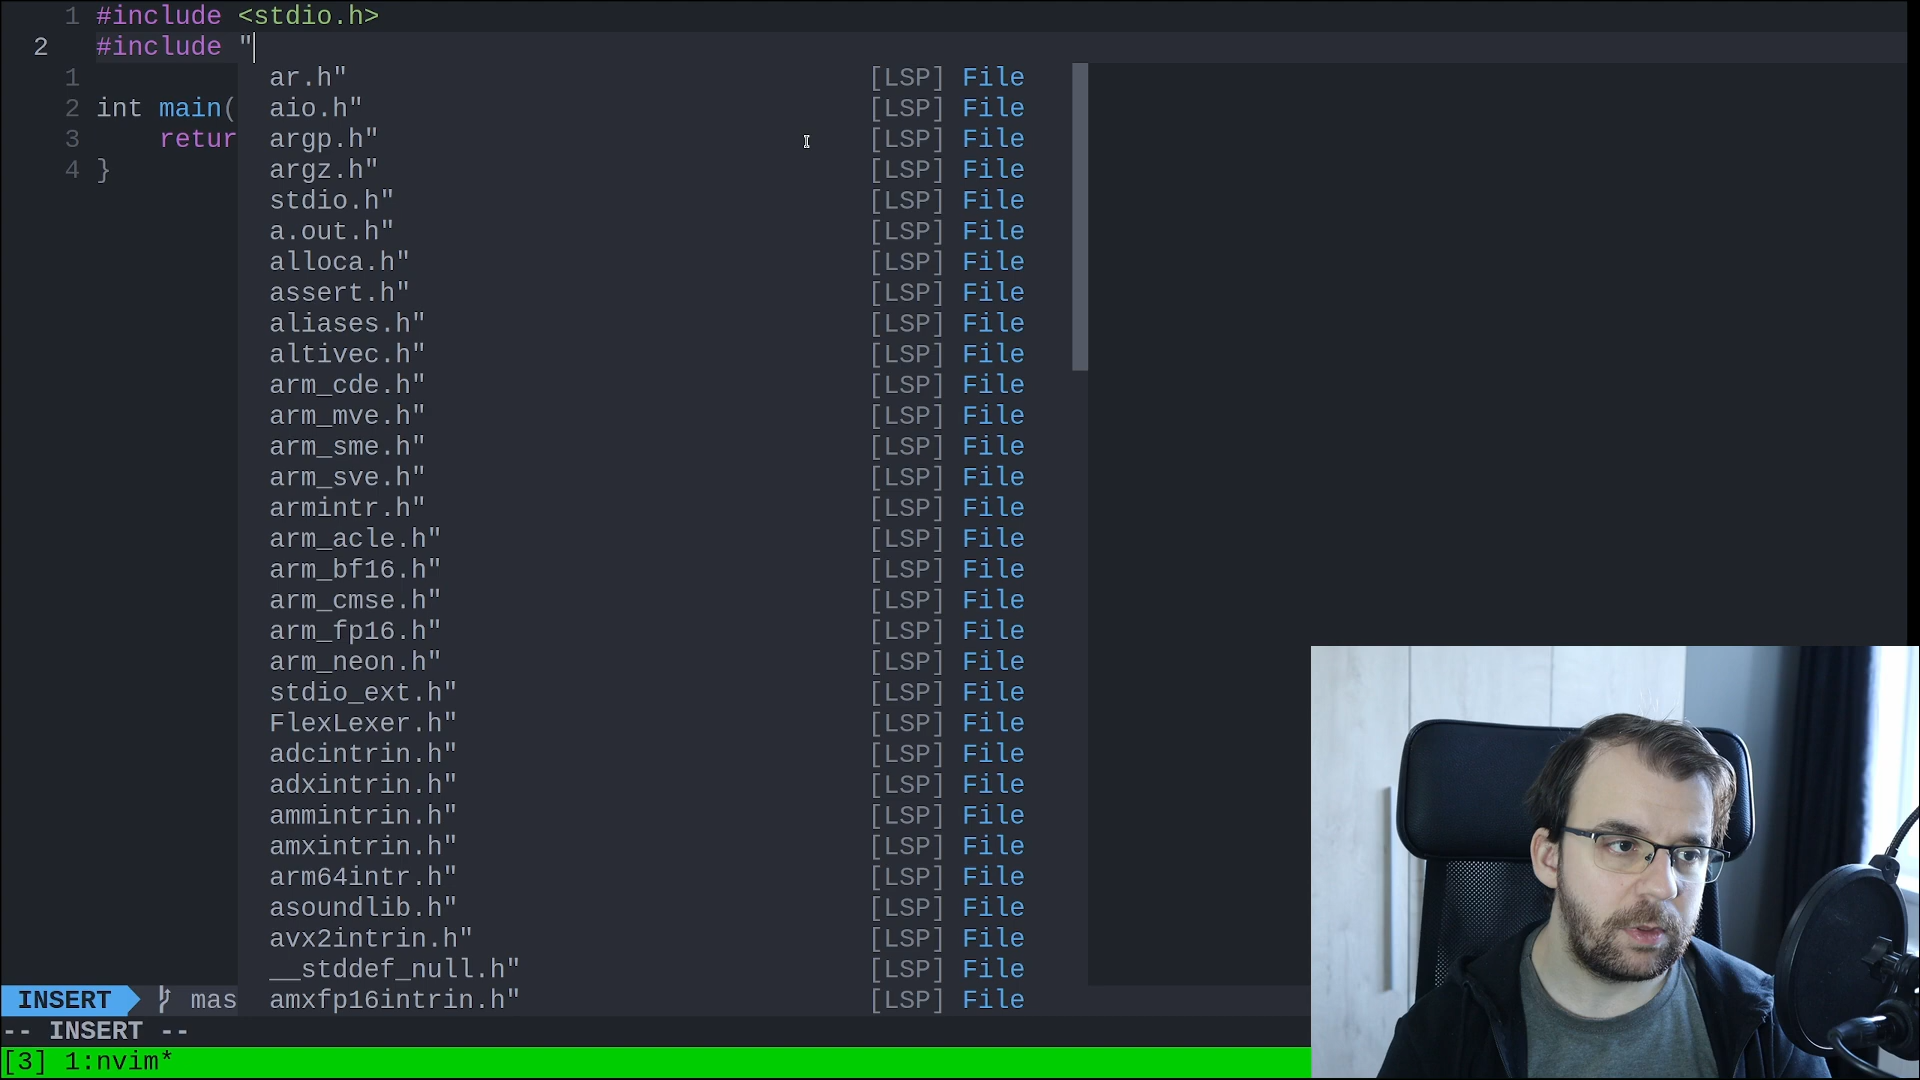 1 #include <stdio.h>
2 #include "
1
2 int main(
3 retur
4 }
ar.h" [LSP] File
aio.h" [LSP] File
argp.h" [LSP] File
argz.h" [LSP] File
stdio.h" [LSP] File
a.out.h" [LSP] File
alloca.h" [LSP] File
assert.h" [LSP] File
aliases.h" [LSP] File
altivec.h" [LSP] File
arm_cde.h" [LSP] File
arm_mve.h" [LSP] File
arm_sme.h" [LSP] File
arm_sve.h" [LSP] File
armintr.h" [LSP] File
arm_acle.h" [LSP] File
arm_bf16.h" [LSP] File
arm_cmse.h" [LSP] File
arm_fp16.h" [LSP] File
arm_neon.h" [LSP] File
stdio_ext.h" [LSP] File
FlexLexer.h" [LSP] File
adcintrin.h" [LSP] File
adxintrin.h" [LSP] File
ammintrin.h" [LSP] File
amxintrin.h" [LSP] File
arm64intr.h" [LSP] File
asoundlib.h" [LSP] File
avx2intrin.h" [LSP] File
__stddef_null.h" [LSP] File
amxfp16intrin.h" [LSP] File
INSERT mas
-- INSERT --
[3] 1:nvim*